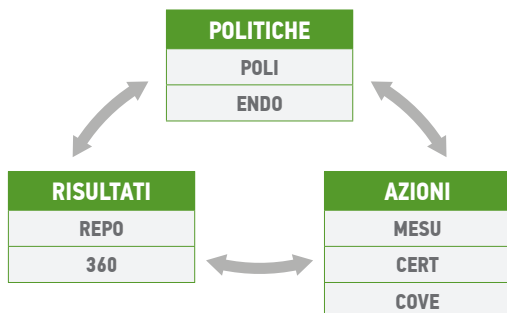 POLITICHE
POLI
ENDO
RISULTATI
REPO
360
AZIONI
MESU
CERT
COVE